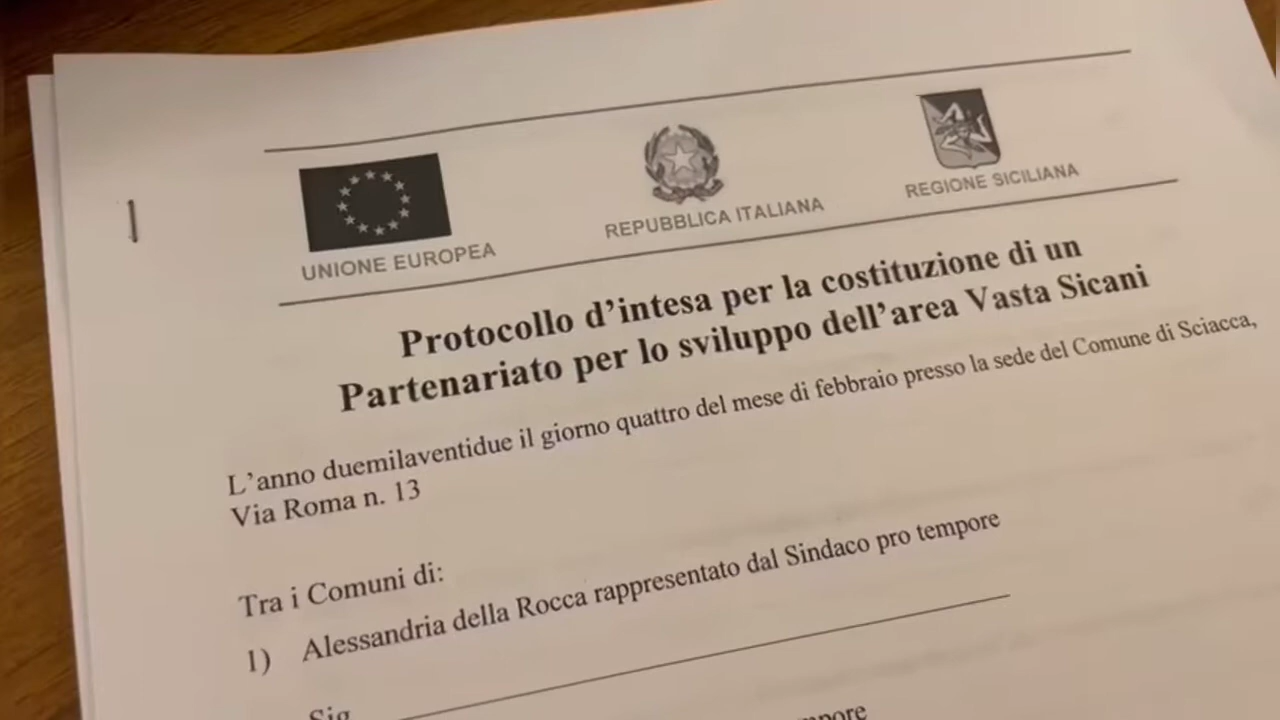 UNIONE EUROPEA
REPUBBLICA ITALIANA
REGIONE SICILIANA
Protocollo d’intesa per la costituzione di un
Partenariato per lo sviluppo dell’area Vasta Sicani
L’anno duemilaventidue il giorno quattro del mese di febbraio presso la sede del Comune di Sciacca,
Via Roma n. 13
Tra i Comuni di:
1) Alessandria della Rocca rappresentato dal Sindaco pro tempore
Sig